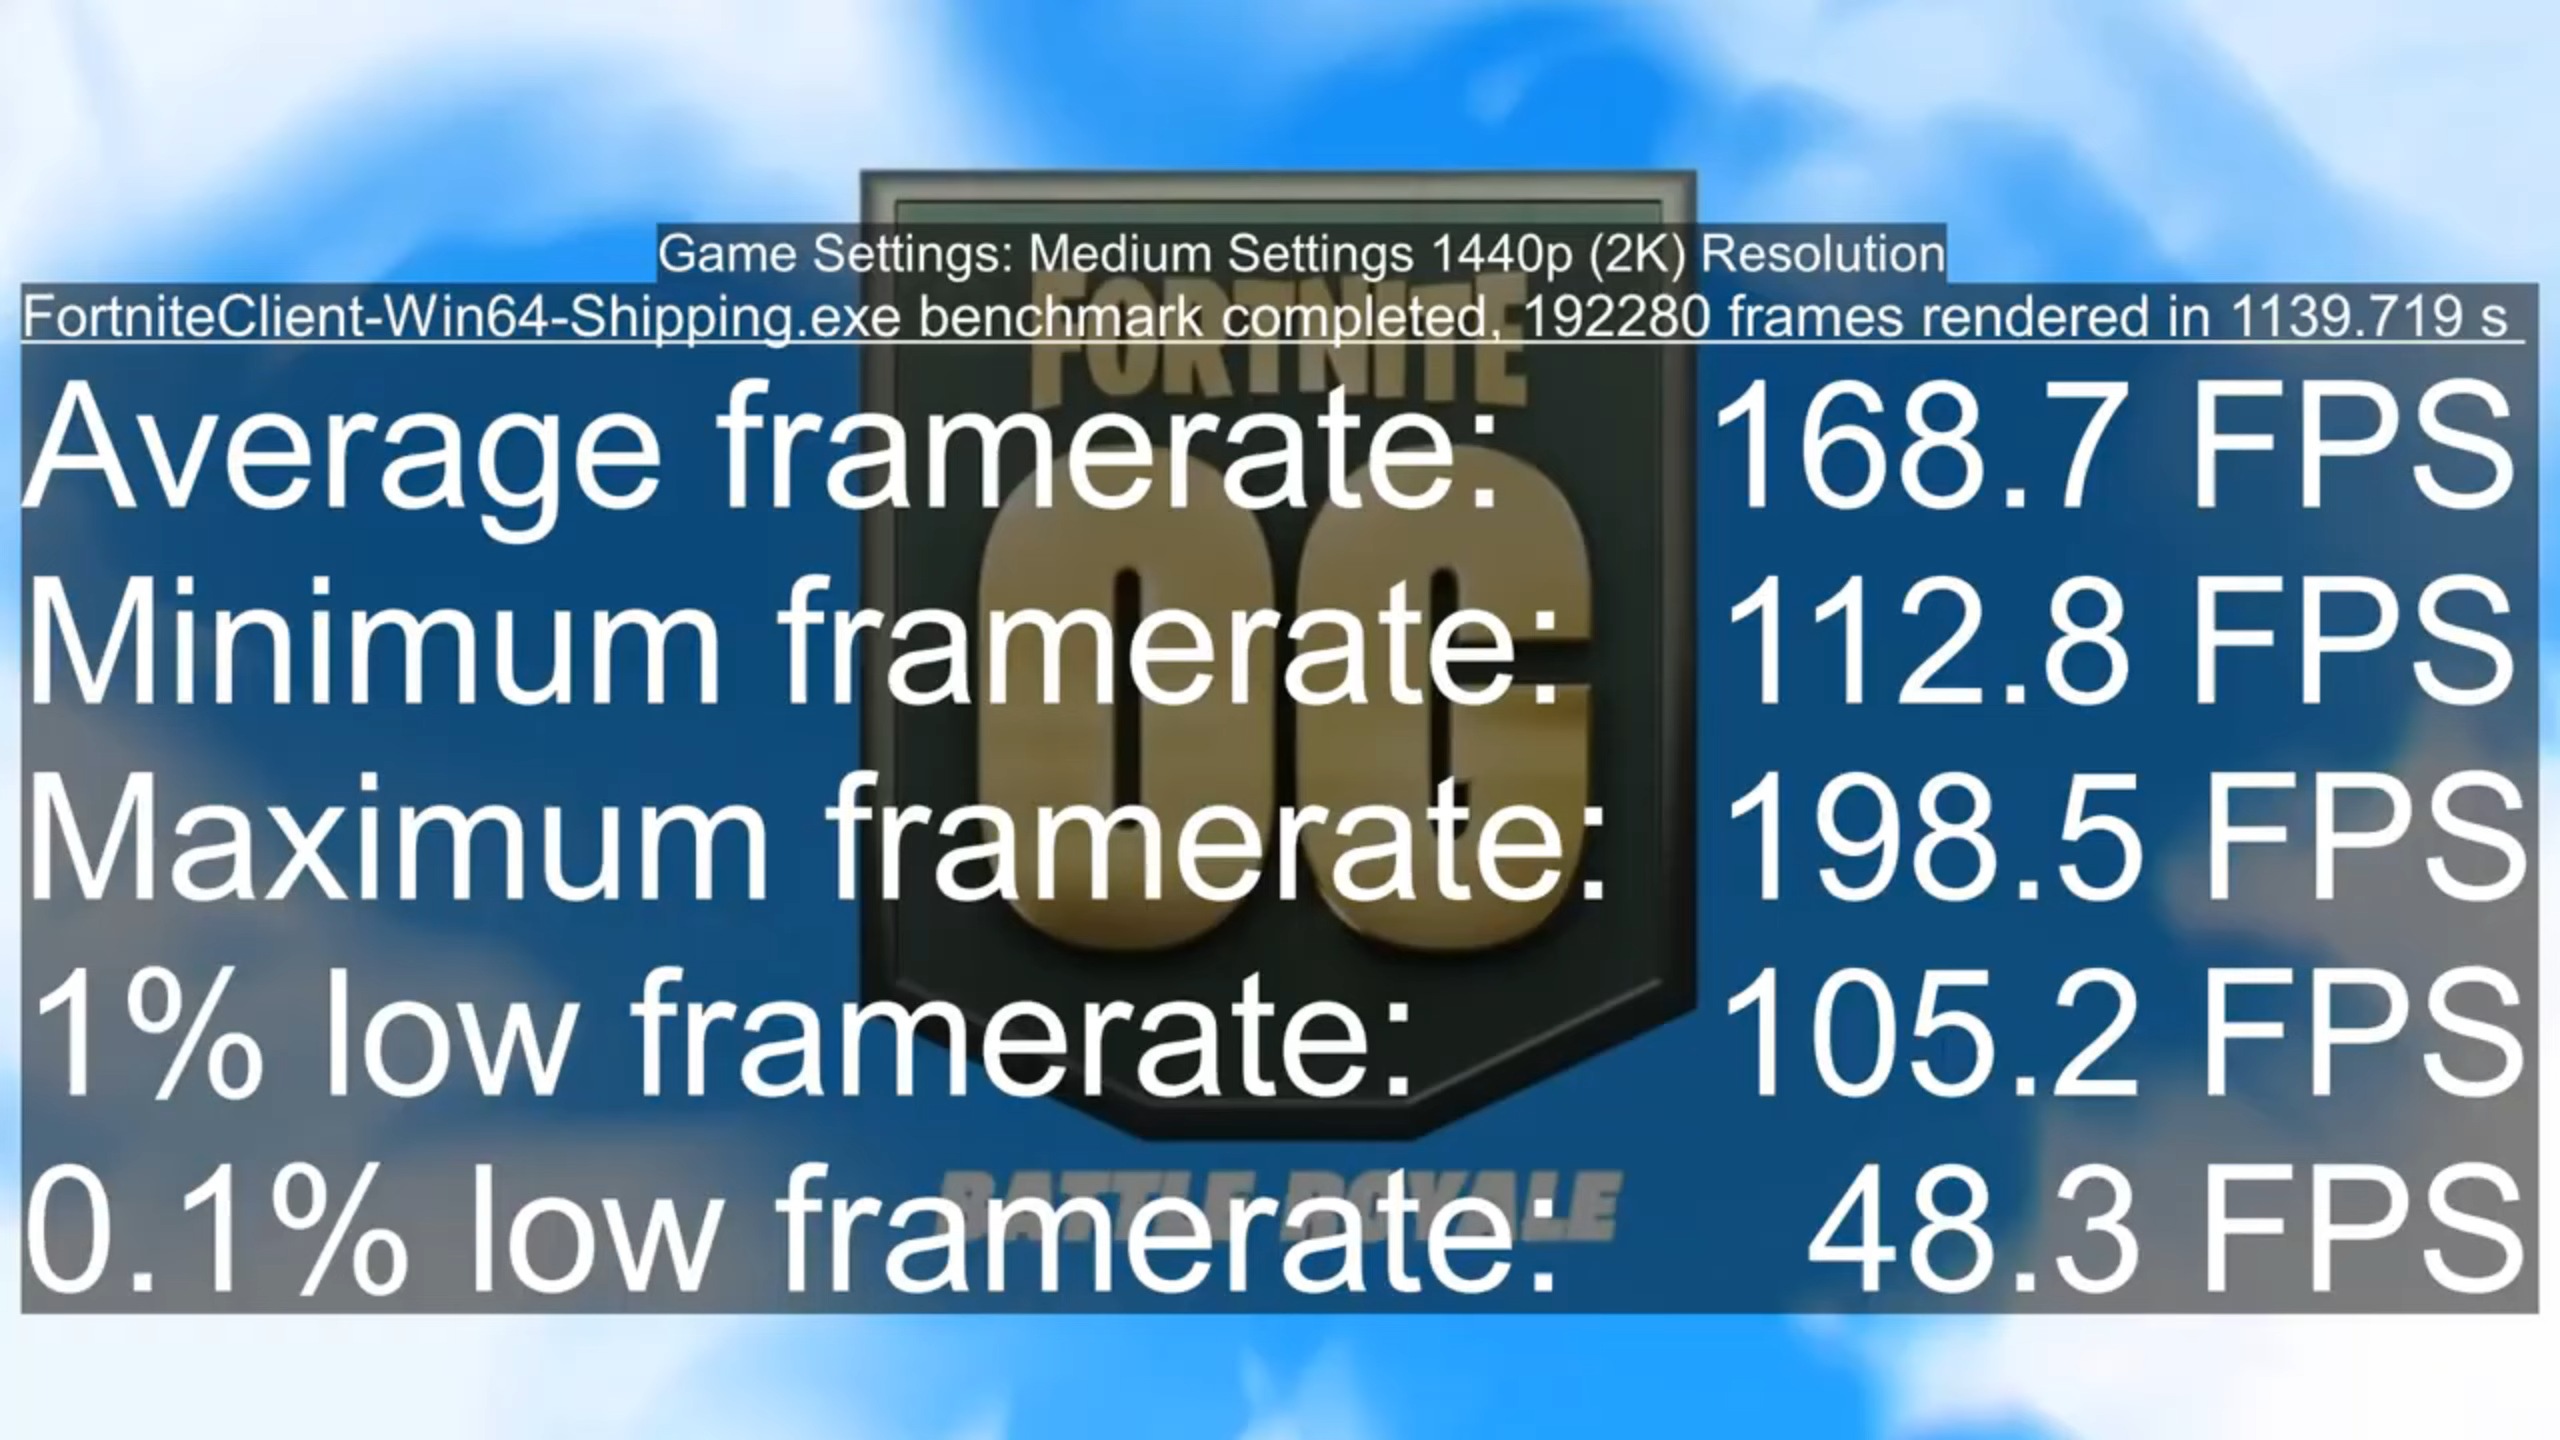 Game Settings: Medium Settings 1440p (2K) Resolution
FortniteClient-Win64-Shipping.exe benchmark completed, 192280 frames rendered in 1139.719 s
FORTNITE
Average framerate: 168.7 FPS
OG
Minimum framerate: 112.8 FPS
Maximum framerate: 198.5 FPS
1% low framerate: 105.2 FPS
BATTLE ROYALE
0.1% low framerate: 48.3 FPS